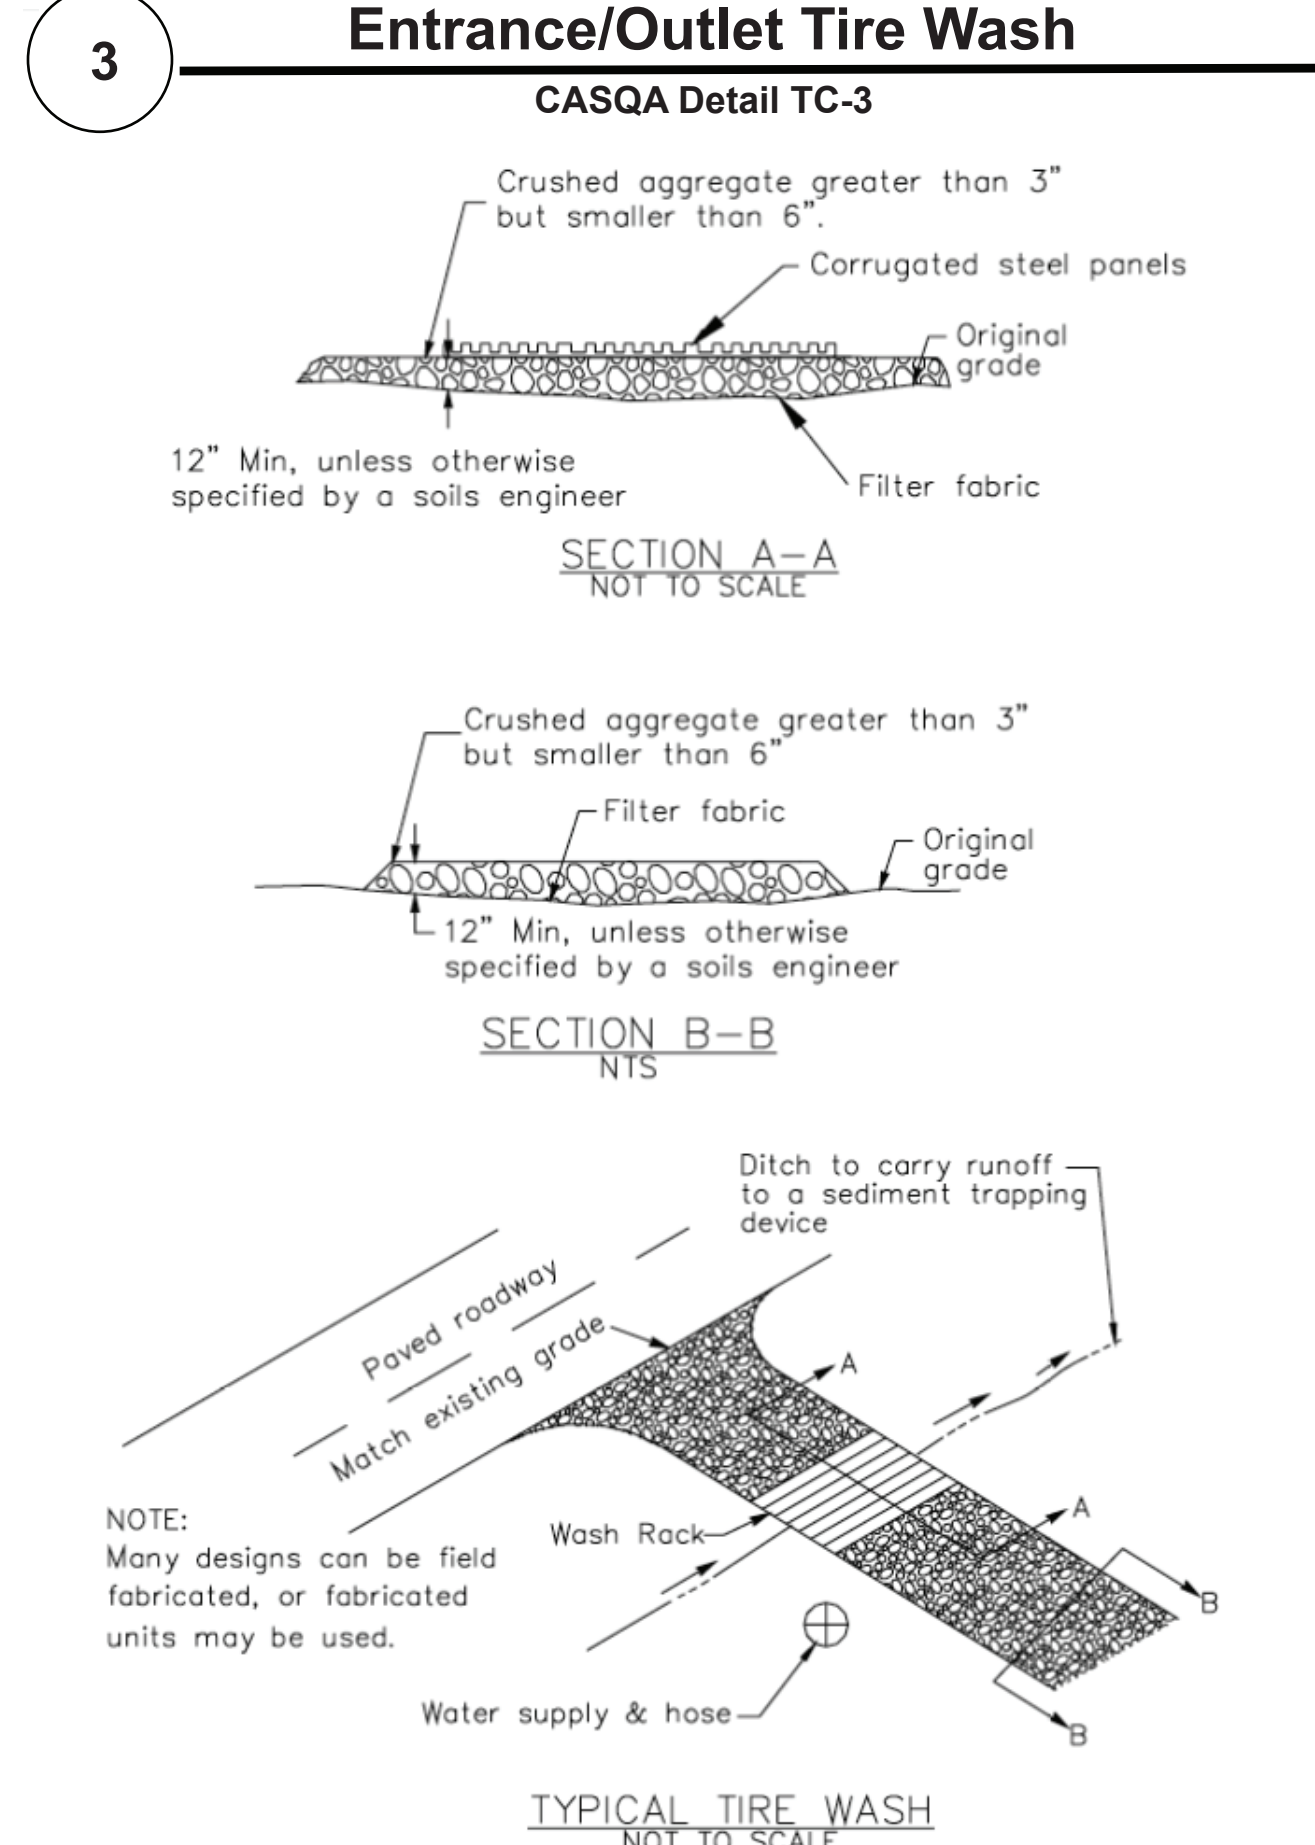 3
Entrance/Outlet Tire Wash
CASQA Detail TC-3
Crushed aggregate greater than 3"
but smaller than 6".
Corrugated steel panels
Original
grade
12" Min, unless otherwise
specified by a soils engineer
Filter fabric
SECTION A-A
NOT TO SCALE
Crushed aggregate greater than 3"
but smaller than 6"
Filter fabric
Original
grade
12" Min, unless otherwise
specified by a soils engineer
SECTION B-B
NTS
Ditch to carry runoff
to a sediment trapping
device
Paved roadway
Match existing grade
A
A
NOTE:
Many designs can be field
fabricated, or fabricated
units may be used.
Wash Rack
B
Water supply & hose
B
TYPICAL TIRE WASH
NOT TO SCALE